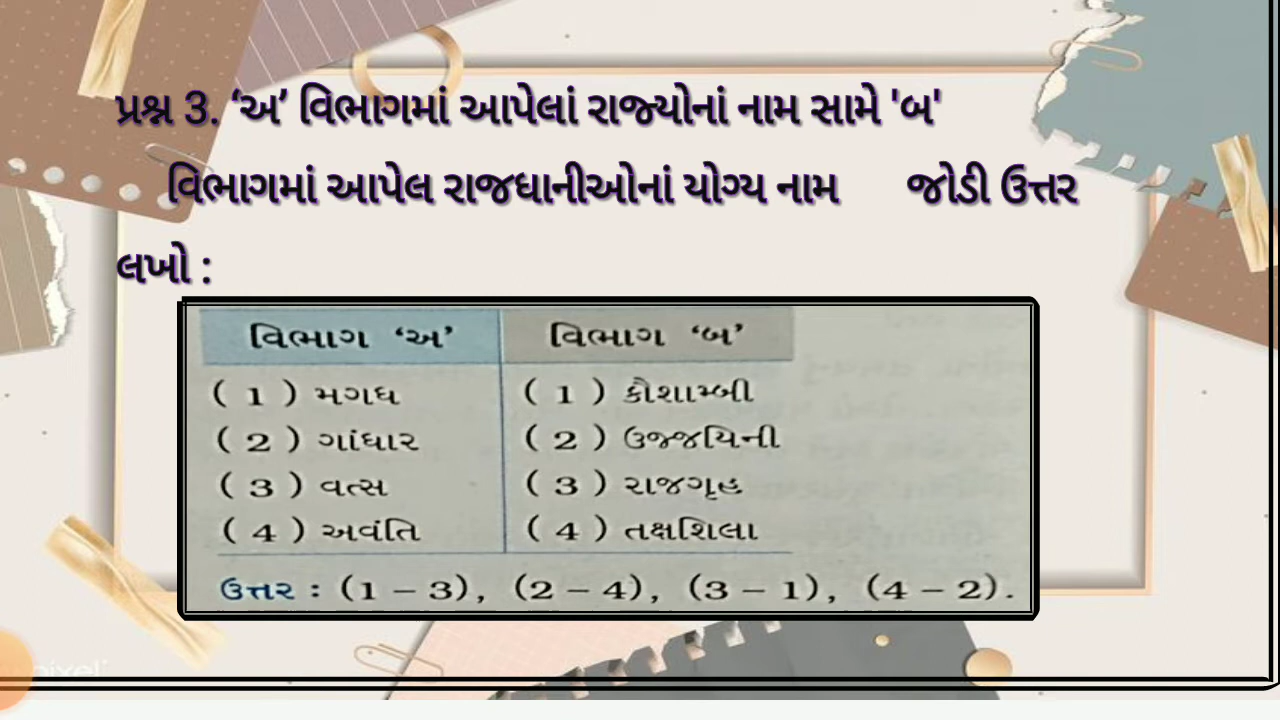 પ્રશ્ન 3. ‘અ’ વિભાગમાં આપેલાં રાજ્યોનાં નામ સામે 'બ'
વિભાગમાં આપેલ રાજધાનીઓનાં યોગ્ય નામ જોડી ઉત્તર
લખો :
વિભાગ ‘અ’ વિભાગ ‘બ’
( 1 ) મગધ ( 1 ) કૌશામ્બી
( 2 ) ગાંધાર ( 2 ) ઉજ્જયિની
( 3 ) વત્સ ( 3 ) રાજગૃહ
( 4 ) અવંતિ ( 4 ) તક્ષશિલા
ઉત્તર : (1 – 3), (2 – 4), (3 – 1), (4 – 2).